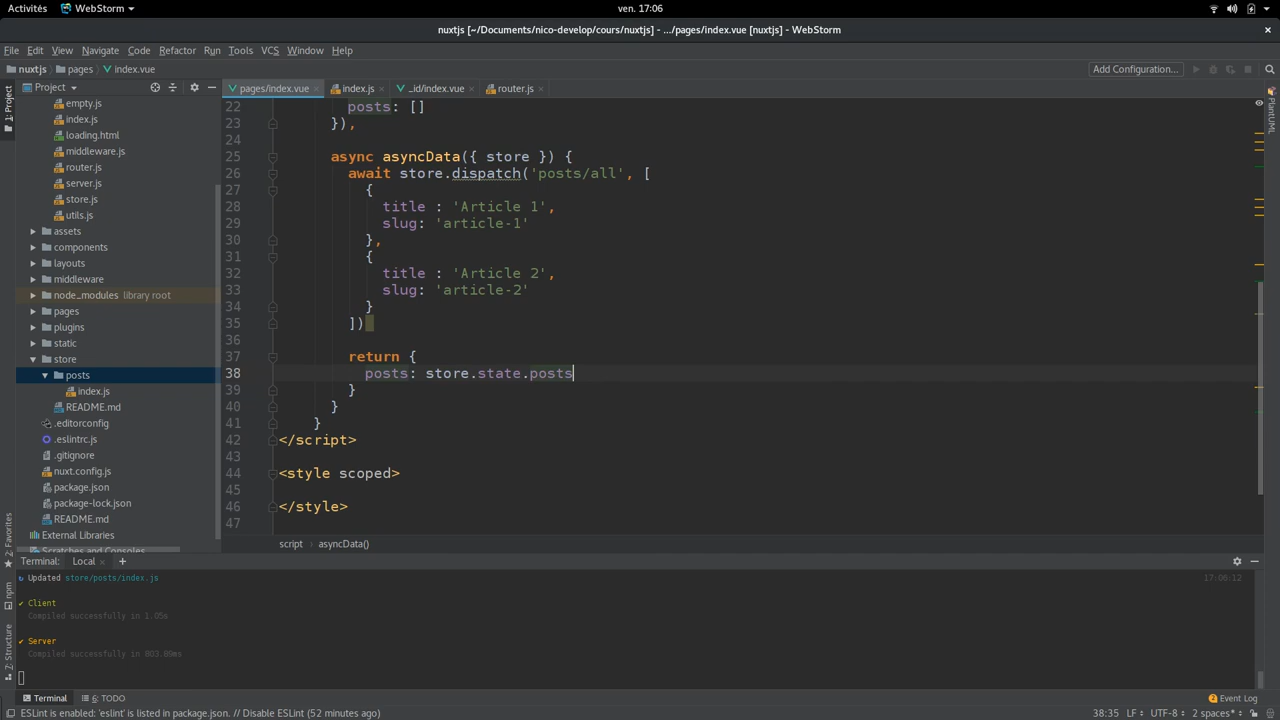 Activités WebStorm ven. 17:06
nuxtjs [~/Documents/nico-develop/cours/nuxtjs] - .../pages/index.vue [nuxtjs] - WebStorm
File Edit View Navigate Code Refactor Run Tools VCS Window Help
nuxtjs pages index.vue Add Configuration...
1: Project
Project
empty.js
index.js
loading.html
middleware.js
router.js
server.js
store.js
utils.js
assets
components
layouts
middleware
node_modules library root
pages
plugins
static
store
posts
index.js
README.md
.editorconfig
.eslintrc.js
.gitignore
nuxt.config.js
package.json
package-lock.json
README.md
External Libraries
Scratches and Consoles
pages/index.vue index.js _id/index.vue router.js
22 posts: []
23 }),
24
25 async asyncData({ store }) {
26 await store.dispatch('posts/all', [
27 {
28 title : 'Article 1',
29 slug: 'article-1'
30 },
31 {
32 title : 'Article 2',
33 slug: 'article-2'
34 }
35 ])
36
37 return {
38 posts: store.state.posts
39 }
40 }
41 }
42 </script>
43
44 <style scoped>
45
46 </style>
47
script asyncData()
PlantUML
2: Favorites
npm
7: Structure
Terminal: Local
Updated store/posts/index.js 17:06:12
✔ Client
Compiled successfully in 1.05s
✔ Server
Compiled successfully in 803.09ms
Terminal 6: TODO 2 Event Log
ESLint is enabled: 'eslint' is listed in package.json. // Disable ESLint (52 minutes ago) 38:35 LF UTF-8 2 spaces*